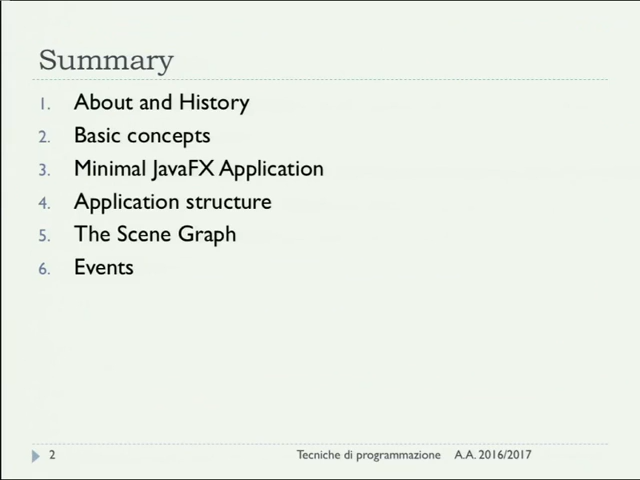 Summary
1. About and History
2. Basic concepts
3. Minimal JavaFX Application
4. Application structure
5. The Scene Graph
6. Events
2 Tecniche di programmazione A.A. 2016/2017